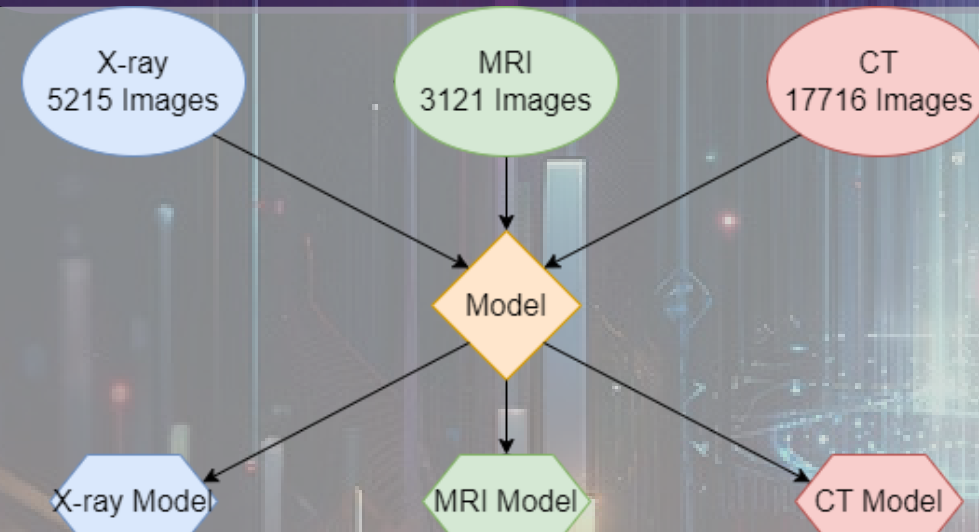 X-ray
5215 Images
MRI
3121 Images
CT
17716 Images
Model
X-ray Model
MRI Model
CT Model